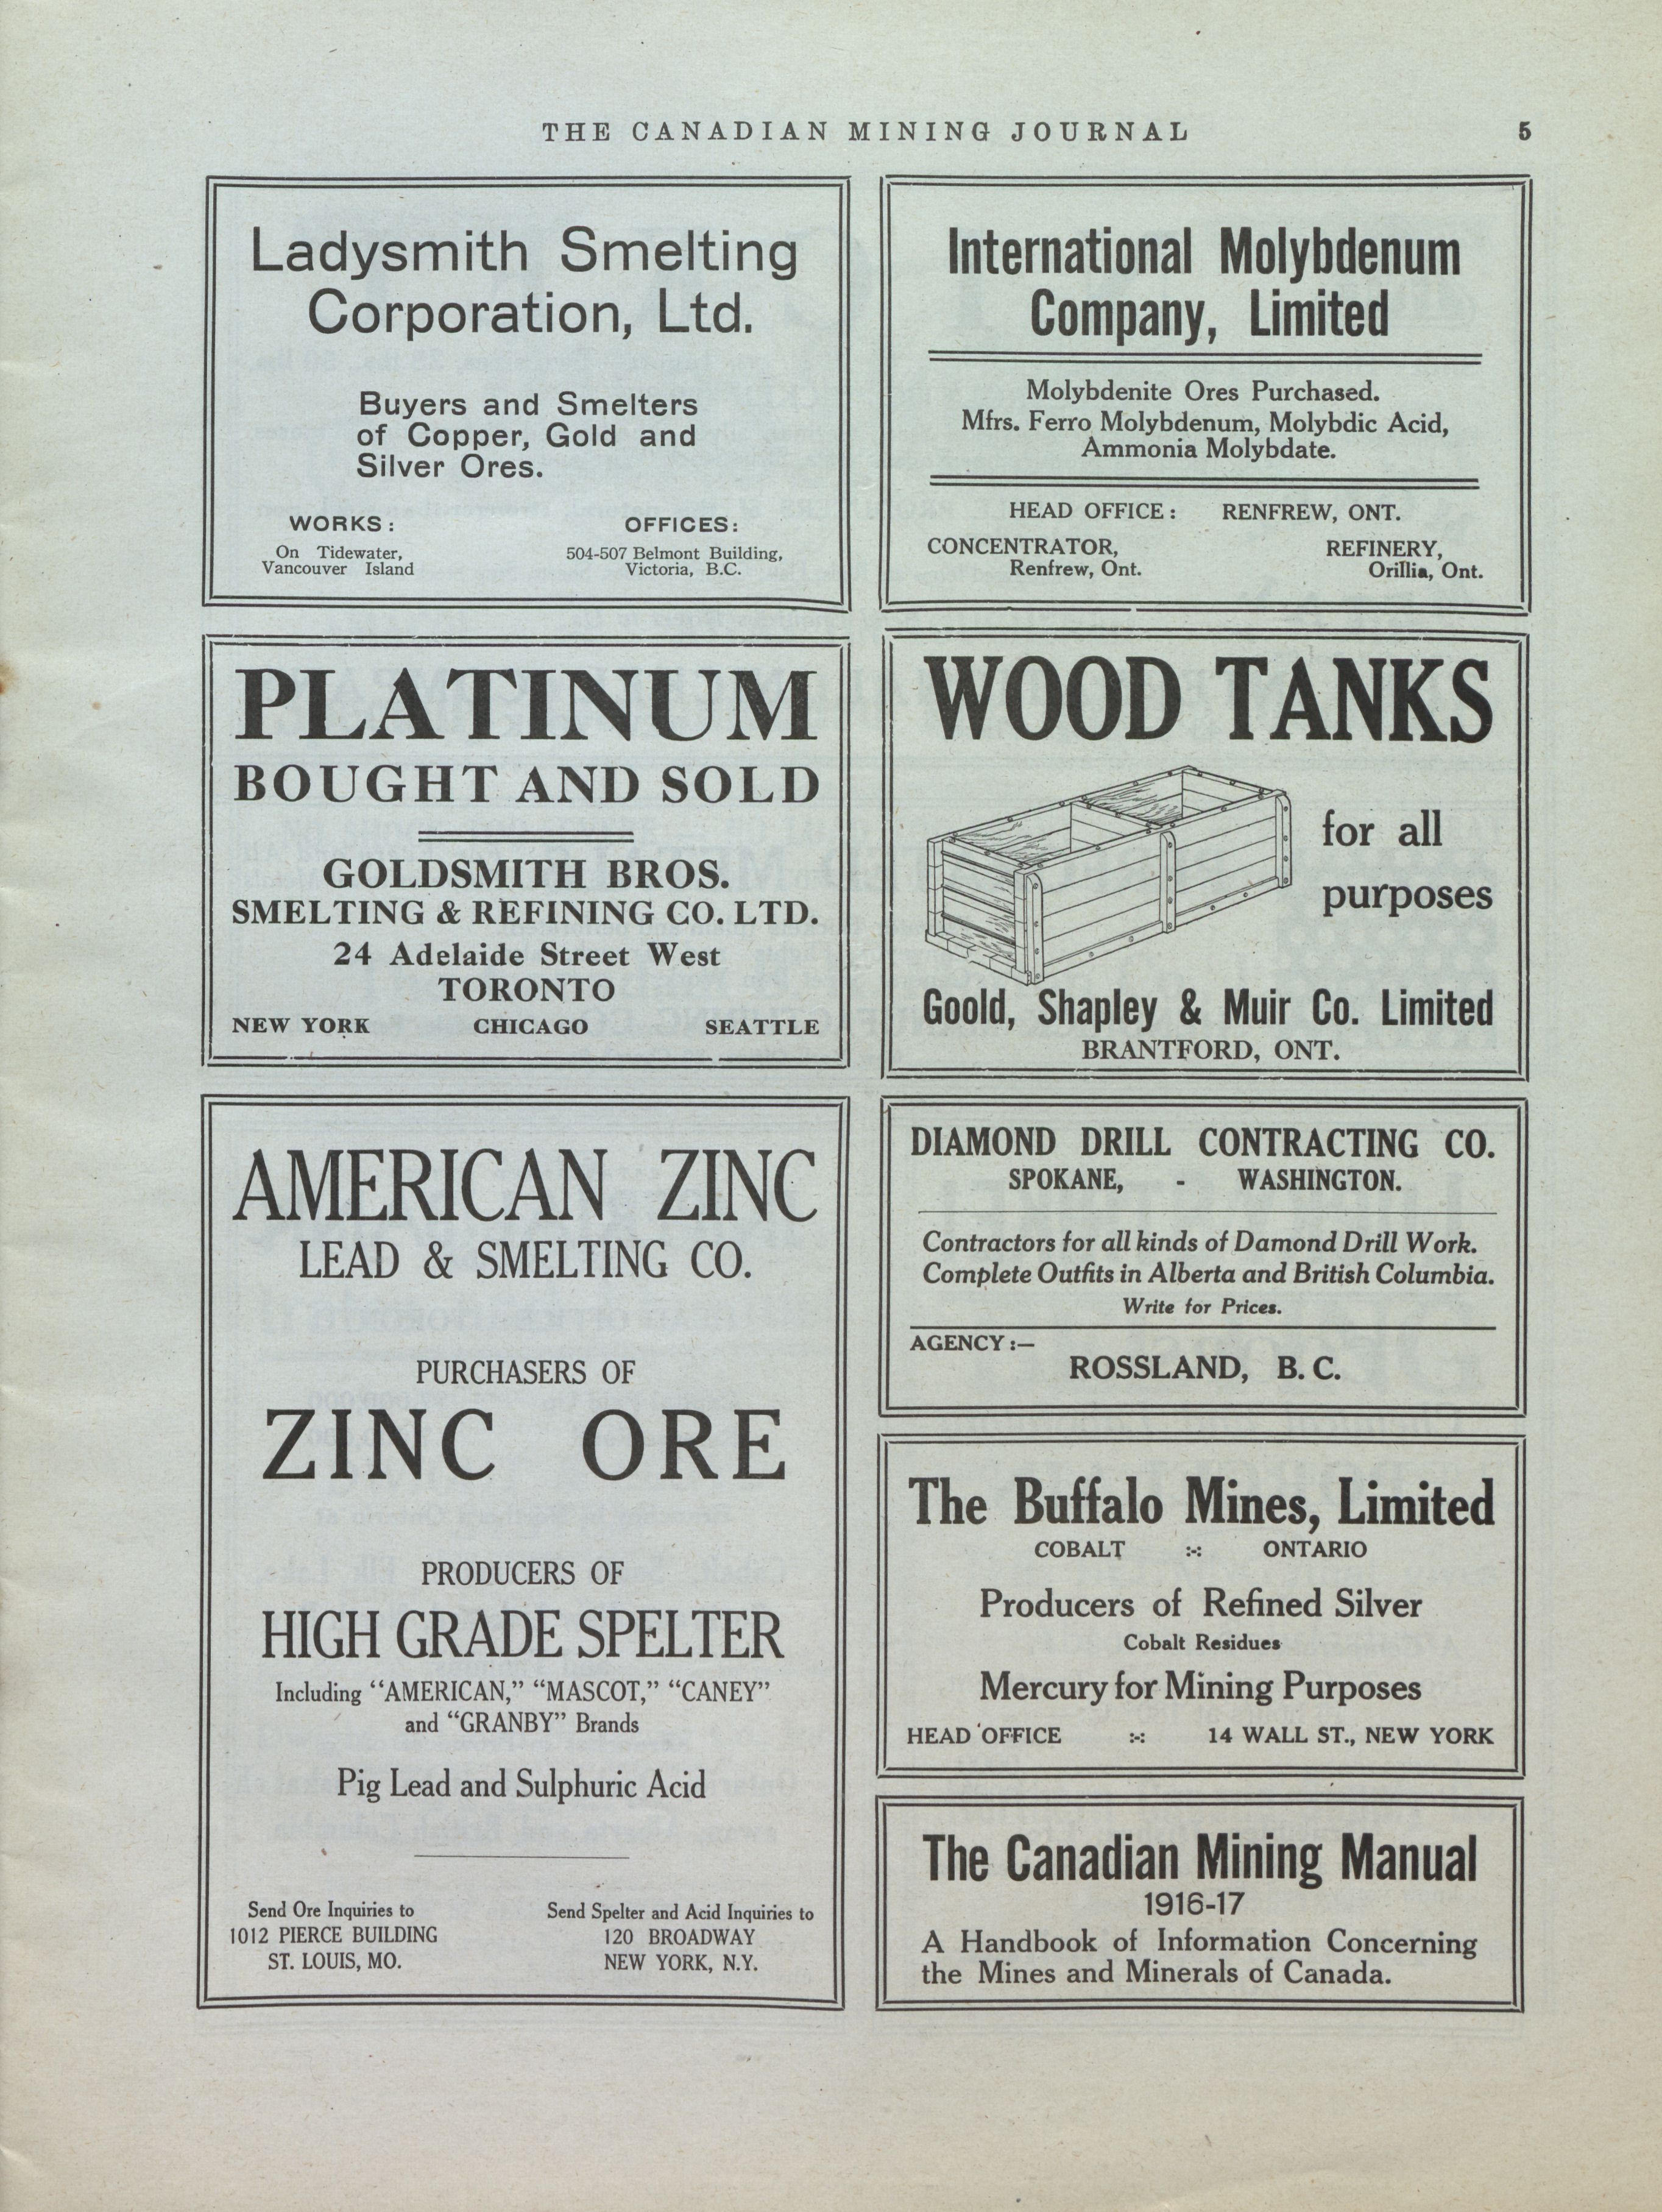 THE CANADIAN MINING JOURNAL 5
Ladysmith Smelting
Corporation, Ltd.
Buyers and Smelters
of Copper, Gold and
Silver Ores.
WORKS:
On Tidewater,
Vancouver Island
OFFICES:
504-507 Belmont Building,
Victoria, B.C.
International Molybdenum
Company, Limited
Molybdenite Ores Purchased.
Mfrs. Ferro Molybdenum, Molybdic Acid,
Ammonia Molybdate.
HEAD OFFICE: RENFREW, ONT.
CONCENTRATOR,
Renfrew, Ont.
REFINERY,
Orillia, Ont.
PLATINUM
BOUGHT AND SOLD
GOLDSMITH BROS.
SMELTING & REFINING CO. LTD.
24 Adelaide Street West
TORONTO
NEW YORK CHICAGO SEATTLE
WOOD TANKS
for all
purposes
Goold, Shapley & Muir Co. Limited
BRANTFORD, ONT.
AMERICAN ZINC
LEAD & SMELTING CO.
PURCHASERS OF
ZINC ORE
PRODUCERS OF
HIGH GRADE SPELTER
Including "AMERICAN," "MASCOT," "CANEY"
and "GRANBY" Brands
Pig Lead and Sulphuric Acid
Send Ore Inquiries to
1012 PIERCE BUILDING
ST. LOUIS, MO.
Send Spelter and Acid Inquiries to
120 BROADWAY
NEW YORK, N.Y.
DIAMOND DRILL CONTRACTING CO.
SPOKANE, - WASHINGTON.
Contractors for all kinds of Damond Drill Work.
Complete Outfits in Alberta and British Columbia.
Write for Prices.
AGENCY:—
ROSSLAND, B. C.
The Buffalo Mines, Limited
COBALT :-: ONTARIO
Producers of Refined Silver
Cobalt Residues
Mercury for Mining Purposes
HEAD OFFICE :-: 14 WALL ST., NEW YORK
The Canadian Mining Manual
1916-17
A Handbook of Information Concerning
the Mines and Minerals of Canada.